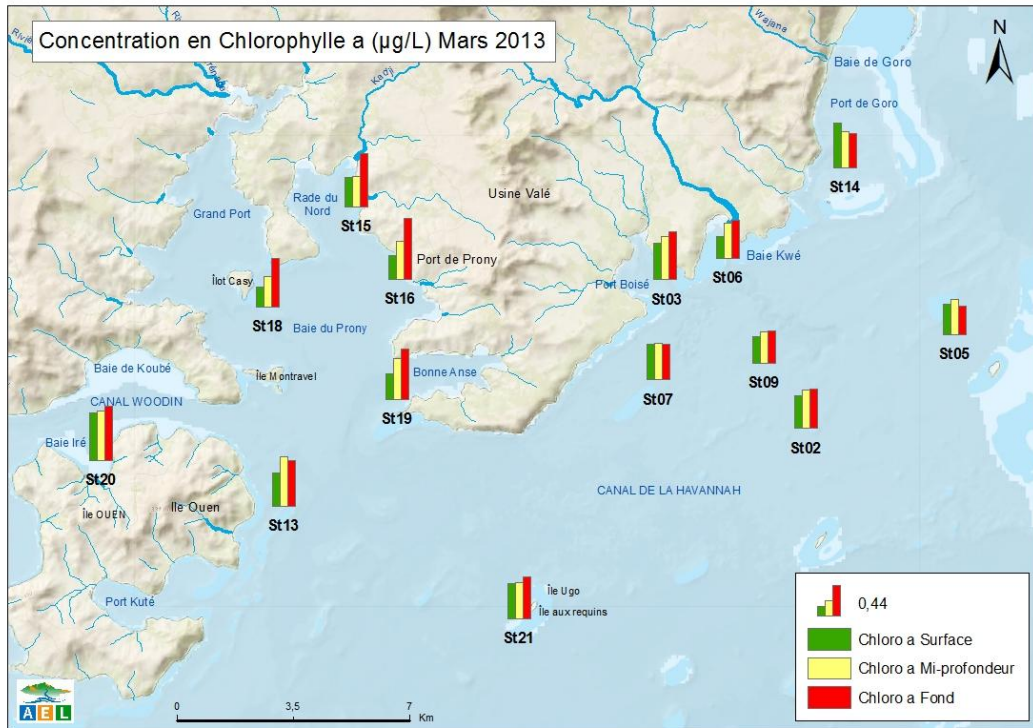 Concentration en Chlorophylle a (µg/L) Mars 2013
N
Wajana
Baie de Goro
Port de Goro
St14
Kadji
Rade du
Nord
St15
Usine Valé
Grand Port
Port de Prony
St16
Îlot Casy
St18
Port Boisé
St03
St06
Baie Kwé
St05
Baie du Prony
St07
St09
St02
Baie de Koubé
Île Montravel
Bonne Anse
St19
CANAL WOODIN
Baie Iré
St20
Île OUEN
Île Ouen
St13
CANAL DE LA HAVANNAH
Port Kuté
Île Ugo
Île aux requins
St21
0,44
Chloro a Surface
Chloro a Mi-profondeur
Chloro a Fond
AEL
0
3,5
7
Km